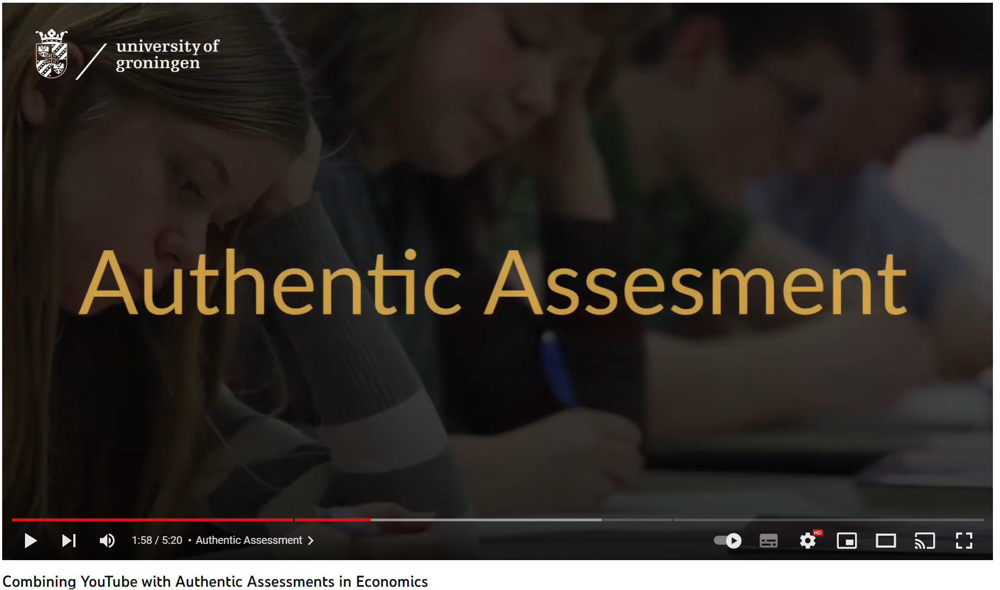 university of
groningen
Authentic Assesment
HD
1:58 / 5:20 • Authentic Assessment
Combining YouTube with Authentic Assessments in Economics